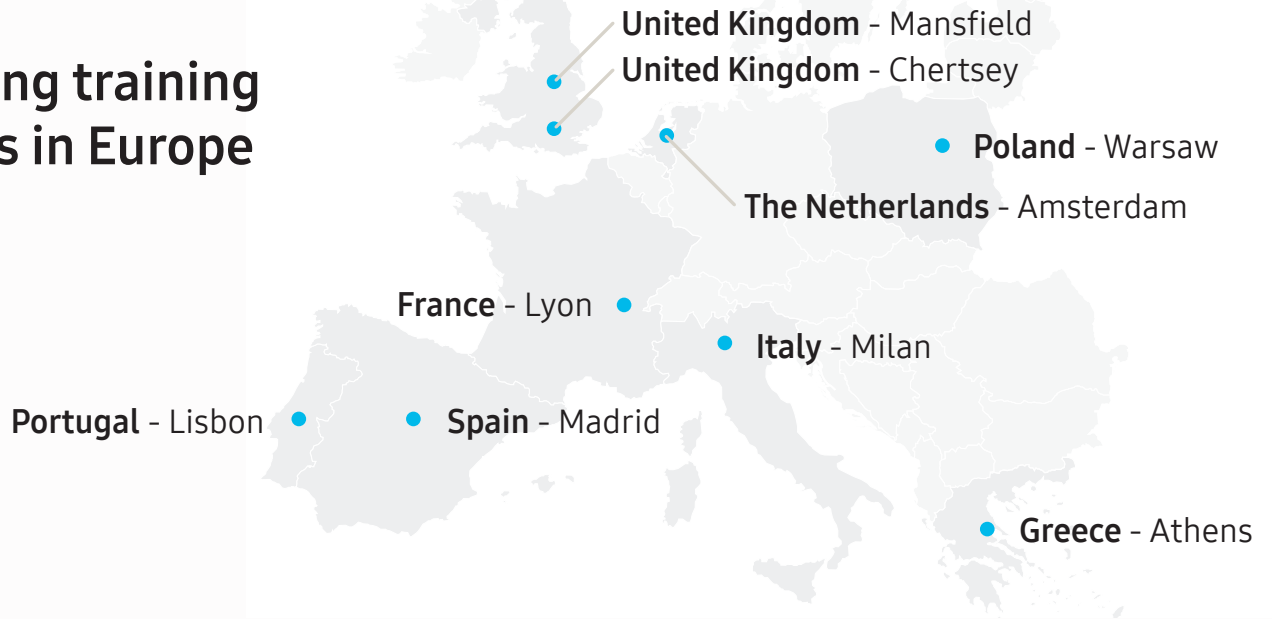 ng training
s in Europe
United Kingdom - Mansfield
United Kingdom - Chertsey
Poland - Warsaw
The Netherlands - Amsterdam
France - Lyon
Italy - Milan
Portugal - Lisbon
Spain - Madrid
Greece - Athens